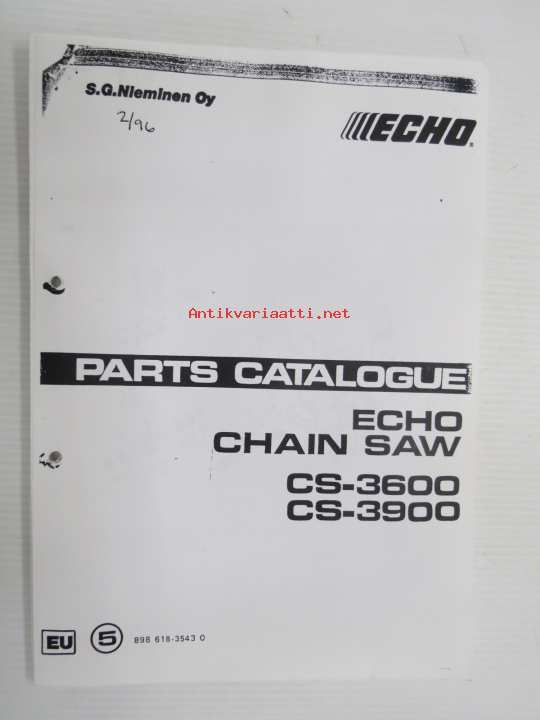 S.G.Nieminen Oy
2/96
ECHO
Antikvariaatti.net
PARTS CATALOGUE
ECHO
CHAIN SAW
CS-3600
CS-3900
EU 5 898 618-3543 0